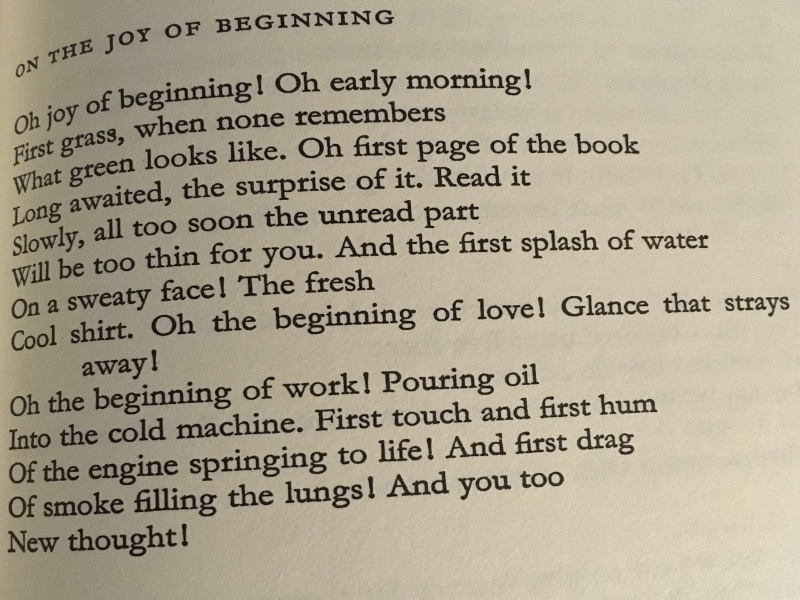 ON THE JOY OF BEGINNING
Oh joy of beginning! Oh early morning!
First grass, when none remembers
What green looks like. Oh first page of the book
Long awaited, the surprise of it. Read it
Slowly, all too soon the unread part
Will be too thin for you. And the first splash of water
On a sweaty face! The fresh
Cool shirt. Oh the beginning of love! Glance that strays
away!
Oh the beginning of work! Pouring oil
Into the cold machine. First touch and first hum
Of the engine springing to life! And first drag
Of smoke filling the lungs! And you too
New thought!